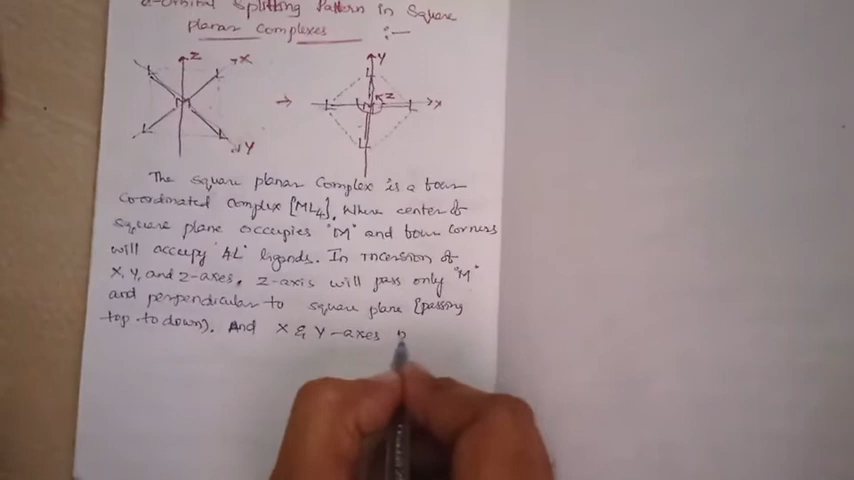 d-orbital Splitting Pattern in Square
planar Complexes :-
Z X L L M L L Y
Y L Z L M L X L
The square planar Complex is a four
coordinated complex [ML4]. Where center of
square plane occupies "M" and four corners
will occupy "4L" ligands. In incersion of
X, Y, and Z-axes, Z-axis will pass only "M"
and perpendicular to square plane (passing
top to down). And X & Y-axes